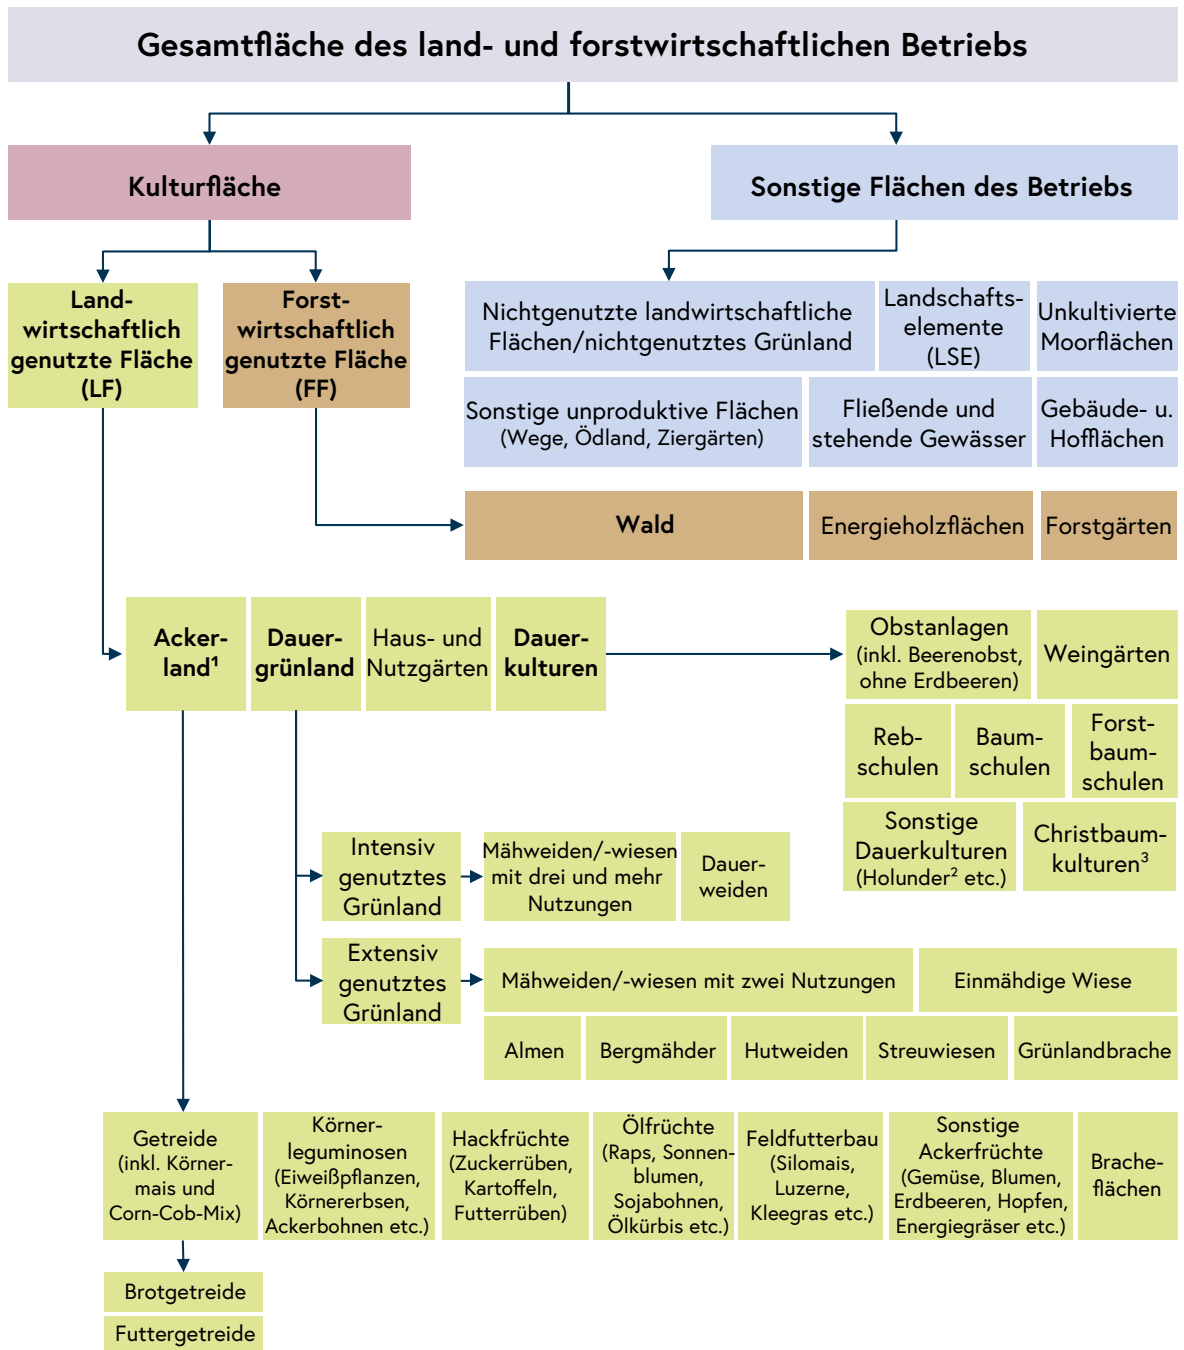 Gesamtfläche des land- und forstwirtschaftlichen Betriebs
Kulturfläche
Sonstige Flächen des Betriebs
Land-
wirtschaftlich
genutzte Fläche
(LF)
Forst-
wirtschaftlich
genutzte Fläche
(FF)
Nichtgenutzte landwirtschaftliche
Flächen/nichtgenutztes Grünland
Landschafts-
elemente
(LSE)
Unkultivierte
Moorflächen
Sonstige unproduktive Flächen
(Wege, Ödland, Ziergärten)
Fließende und
stehende Gewässer
Gebäude- u.
Hofflächen
Wald
Energieholzflächen
Forstgärten
Acker-
land¹
Dauer-
grünland
Haus- und
Nutzgärten
Dauer-
kulturen
Obstanlagen
(inkl. Beerenobst,
ohne Erdbeeren)
Weingärten
Reb-
schulen
Baum-
schulen
Forst-
baum-
schulen
Sonstige
Dauerkulturen
(Holunder² etc.)
Christbaum-
kulturen³
Intensiv
genutztes
Grünland
Mähweiden/-wiesen
mit drei und mehr
Nutzungen
Dauer-
weiden
Extensiv
genutztes
Grünland
Mähweiden/-wiesen mit zwei Nutzungen
Einmähdige Wiese
Almen
Bergmähder
Hutweiden
Streuwiesen
Grünlandbrache
Getreide
(inkl. Körner-
mais und
Corn-Cob-Mix)
Körner-
leguminosen
(Eiweißpflanzen,
Körnererbsen,
Ackerbohnen etc.)
Hackfrüchte
(Zuckerrüben,
Kartoffeln,
Futterrüben)
Ölfrüchte
(Raps, Sonnen-
blumen,
Sojabohnen,
Ölkürbis etc.)
Feldfutterbau
(Silomais,
Luzerne,
Kleegras etc.)
Sonstige
Ackerfrüchte
(Gemüse, Blumen,
Erdbeeren, Hopfen,
Energiegräser etc.)
Brache-
flächen
Brotgetreide
Futtergetreide